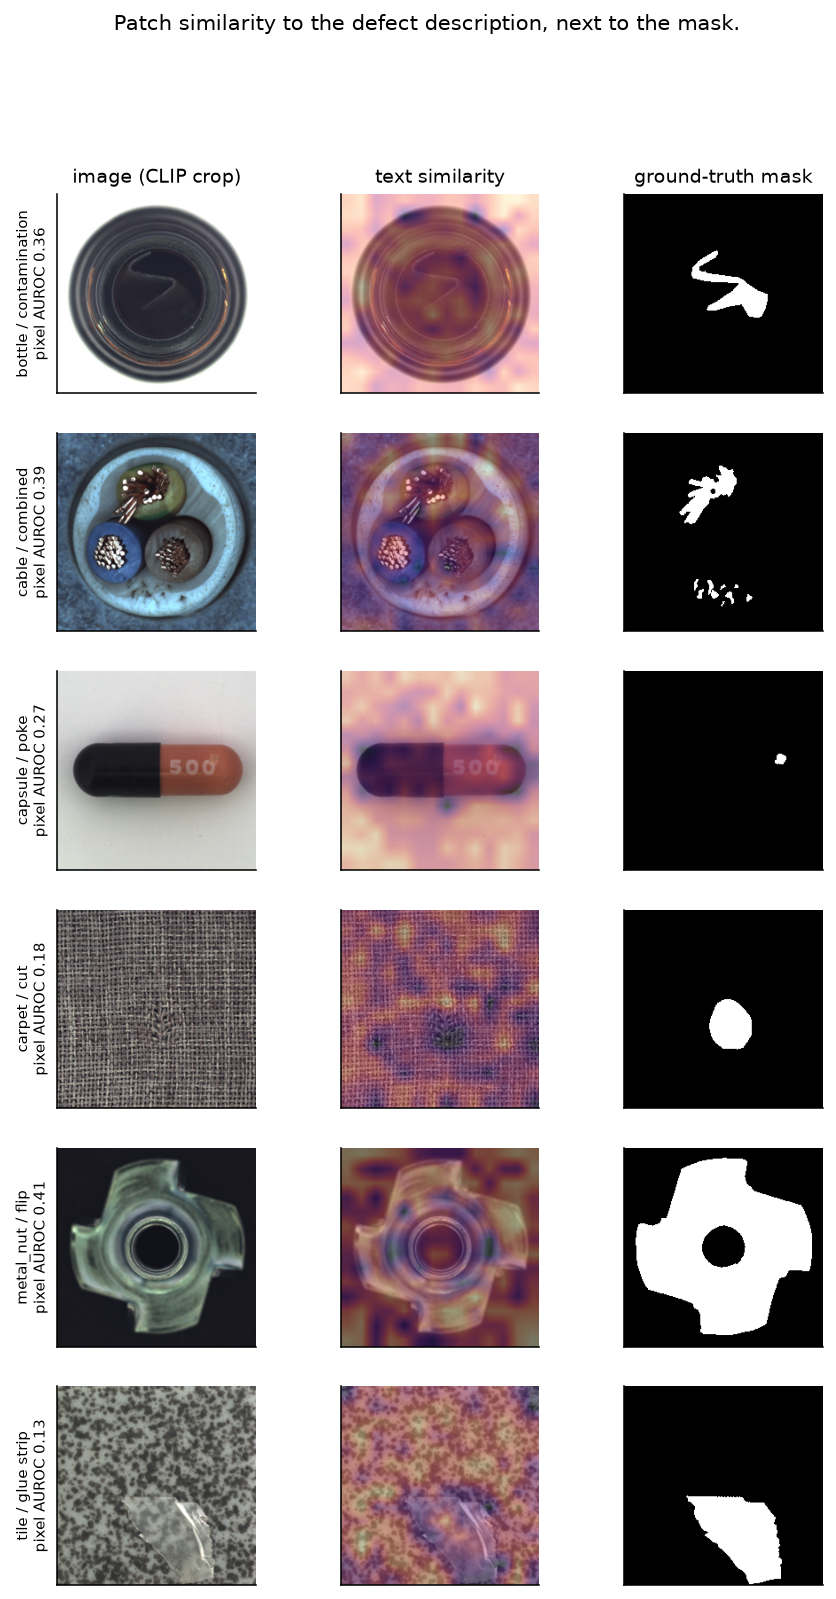 Patch similarity to the defect description, next to the mask.
image (CLIP crop)
text similarity
ground-truth mask
bottle / contamination
pixel AUROC 0.36
cable / combined
pixel AUROC 0.39
capsule / poke
pixel AUROC 0.27
500
500
carpet / cut
pixel AUROC 0.18
metal_nut / flip
pixel AUROC 0.41
tile / glue strip
pixel AUROC 0.13